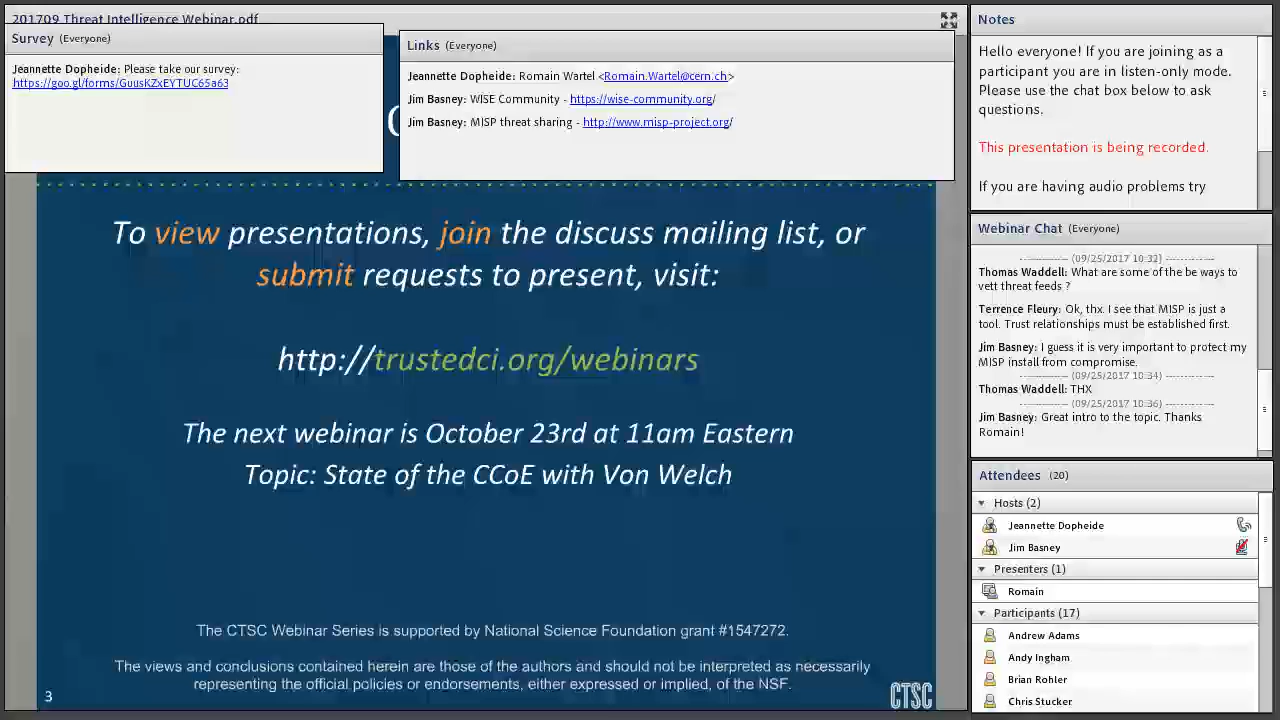 201709 Threat Intelligence Webinar.pdf
Survey (Everyone)
Jeannette Dopheide: Please take our survey:
https://goo.gl/forms/GuusKZxEYTUC65a63
Links (Everyone)
Jeannette Dopheide: Romain Wartel <Romain.Wartel@cern.ch>
Jim Basney: WISE Community - https://wise-community.org/
Jim Basney: MISP threat sharing - http://www.misp-project.org/
To view presentations, join the discuss mailing list, or
submit requests to present, visit:
http://trustedci.org/webinars
The next webinar is October 23rd at 11am Eastern
Topic: State of the CCoE with Von Welch
The CTSC Webinar Series is supported by National Science Foundation grant #1547272.
The views and conclusions contained herein are those of the authors and should not be interpreted as necessarily
representing the official policies or endorsements, either expressed or implied, of the NSF.
3
CTSC
Notes
Hello everyone! If you are joining as a
participant you are in listen-only mode.
Please use the chat box below to ask
questions.
This presentation is being recorded.
If you are having audio problems try
Webinar Chat (Everyone)
(09/25/2017 10:32)
Thomas Waddell: What are some of the be ways to
vett threat feeds ?
Terrence Fleury: Ok, thx. I see that MISP is just a
tool. Trust relationships must be established first.
Jim Basney: I guess it is very important to protect my
MISP install from compromise.
(09/25/2017 10:34)
Thomas Waddell: THX
(09/25/2017 10:36)
Jim Basney: Great intro to the topic. Thanks
Romain!
Attendees (20)
Hosts (2)
Jeannette Dopheide
Jim Basney
Presenters (1)
Romain
Participants (17)
Andrew Adams
Andy Ingham
Brian Rohler
Chris Stucker